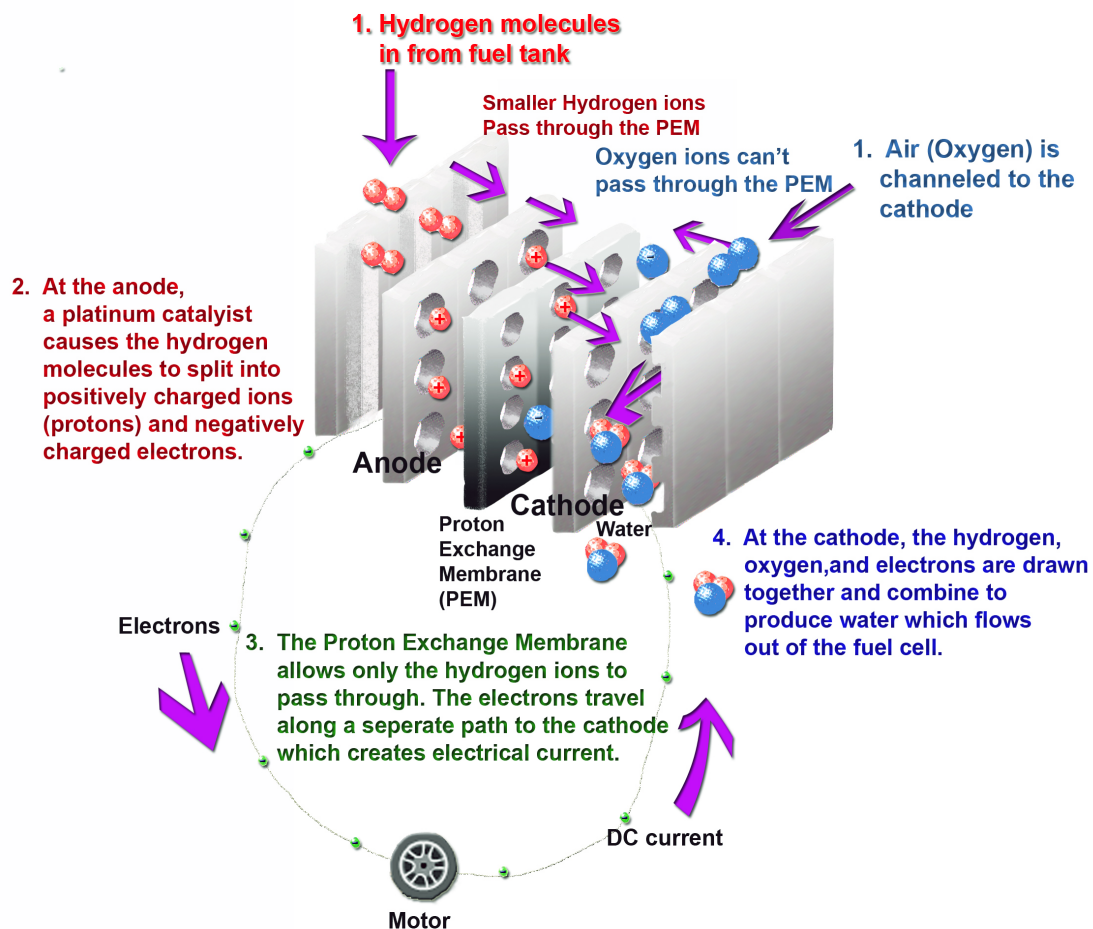 1. Hydrogen molecules
in from fuel tank
Smaller Hydrogen ions
Pass through the PEM
Oxygen ions can't
pass through the PEM
1. Air (Oxygen) is
channeled to the
cathode
2. At the anode,
a platinum catalyist
causes the hydrogen
molecules to split into
positively charged ions
(protons) and negatively
charged electrons.
Anode
Cathode
Proton
Exchange
Membrane
(PEM)
Water
4. At the cathode, the hydrogen,
oxygen,and electrons are drawn
together and combine to
produce water which flows
out of the fuel cell.
Electrons
3. The Proton Exchange Membrane
allows only the hydrogen ions to
pass through. The electrons travel
along a seperate path to the cathode
which creates electrical current.
DC current
Motor